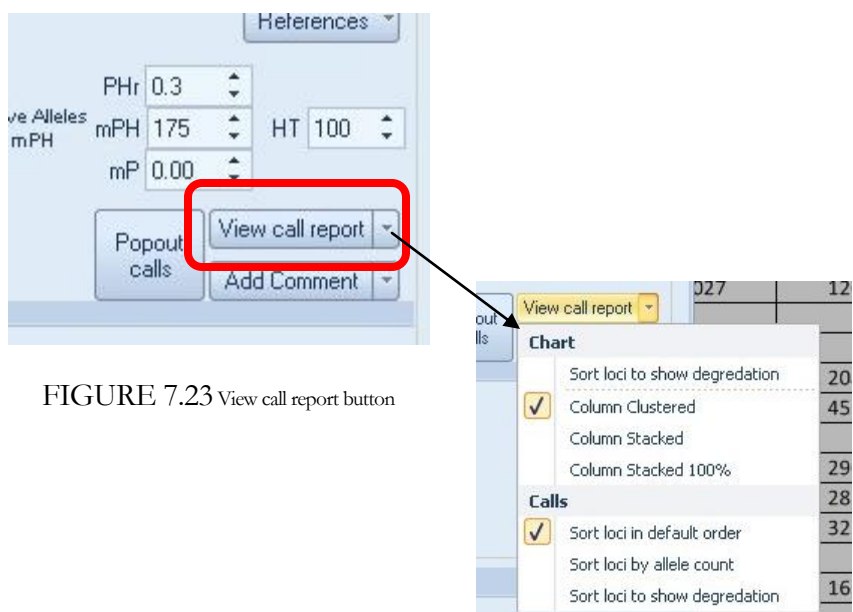 References
PHr 0.3
ve Alleles mPH 175 HT 100
mPH
mP 0.00
Popout calls
View call report
Add Comment
FIGURE 7.23 View call report button
027 12
out
lls
View call report
Chart
Sort loci to show degredation
20
Column Clustered
45
Column Stacked
Column Stacked 100%
29
Calls
28
Sort loci in default order
32
Sort loci by allele count
Sort loci to show degredation
16